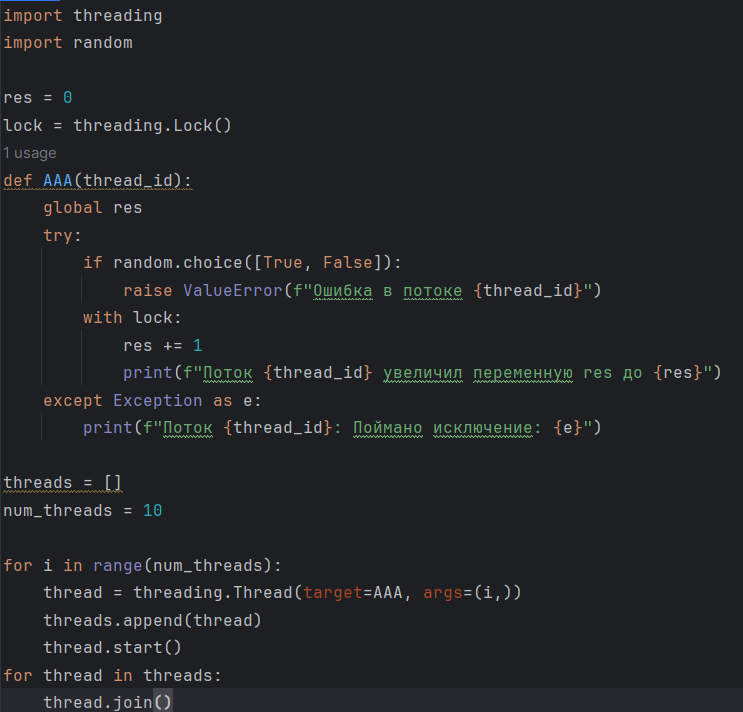 import threading
import random
res = 0
lock = threading.Lock()
1 usage
def AAA(thread_id):
    global res
    try:
        if random.choice([True, False]):
            raise ValueError(f"Ошибка в потоке {thread_id}")
        with lock:
            res += 1
            print(f"Поток {thread_id} увеличил переменную res до {res}")
    except Exception as e:
        print(f"Поток {thread_id}: Поймано исключение: {e}")
threads = []
num_threads = 10
for i in range(num_threads):
    thread = threading.Thread(target=AAA, args=(i,))
    threads.append(thread)
    thread.start()
for thread in threads:
    thread.join()